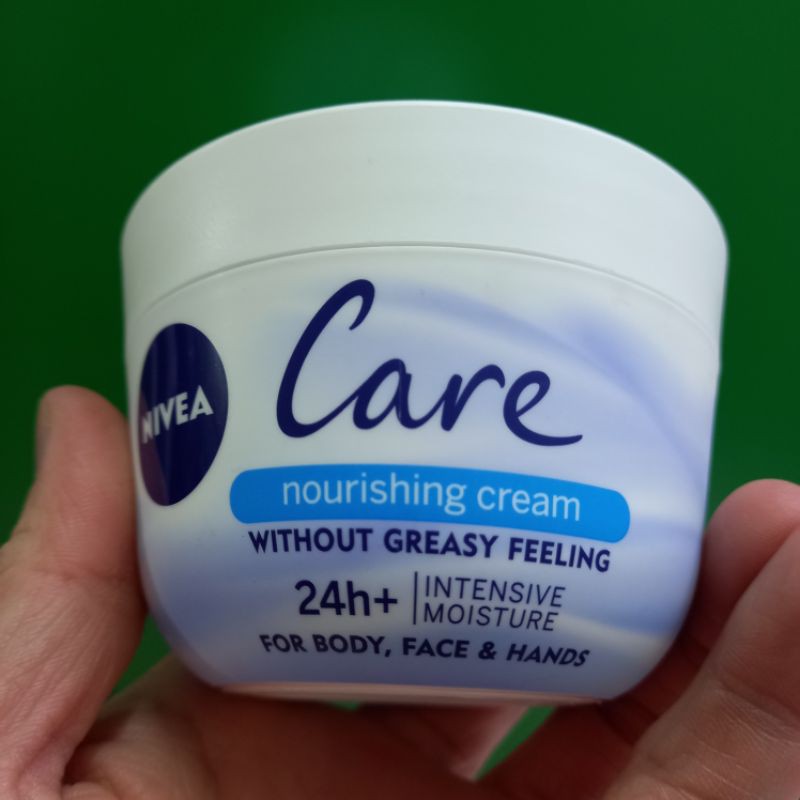 NIVEA
Care
nourishing cream
WITHOUT GREASY FEELING
24h+ INTENSIVE
MOISTURE
FOR BODY, FACE & HANDS